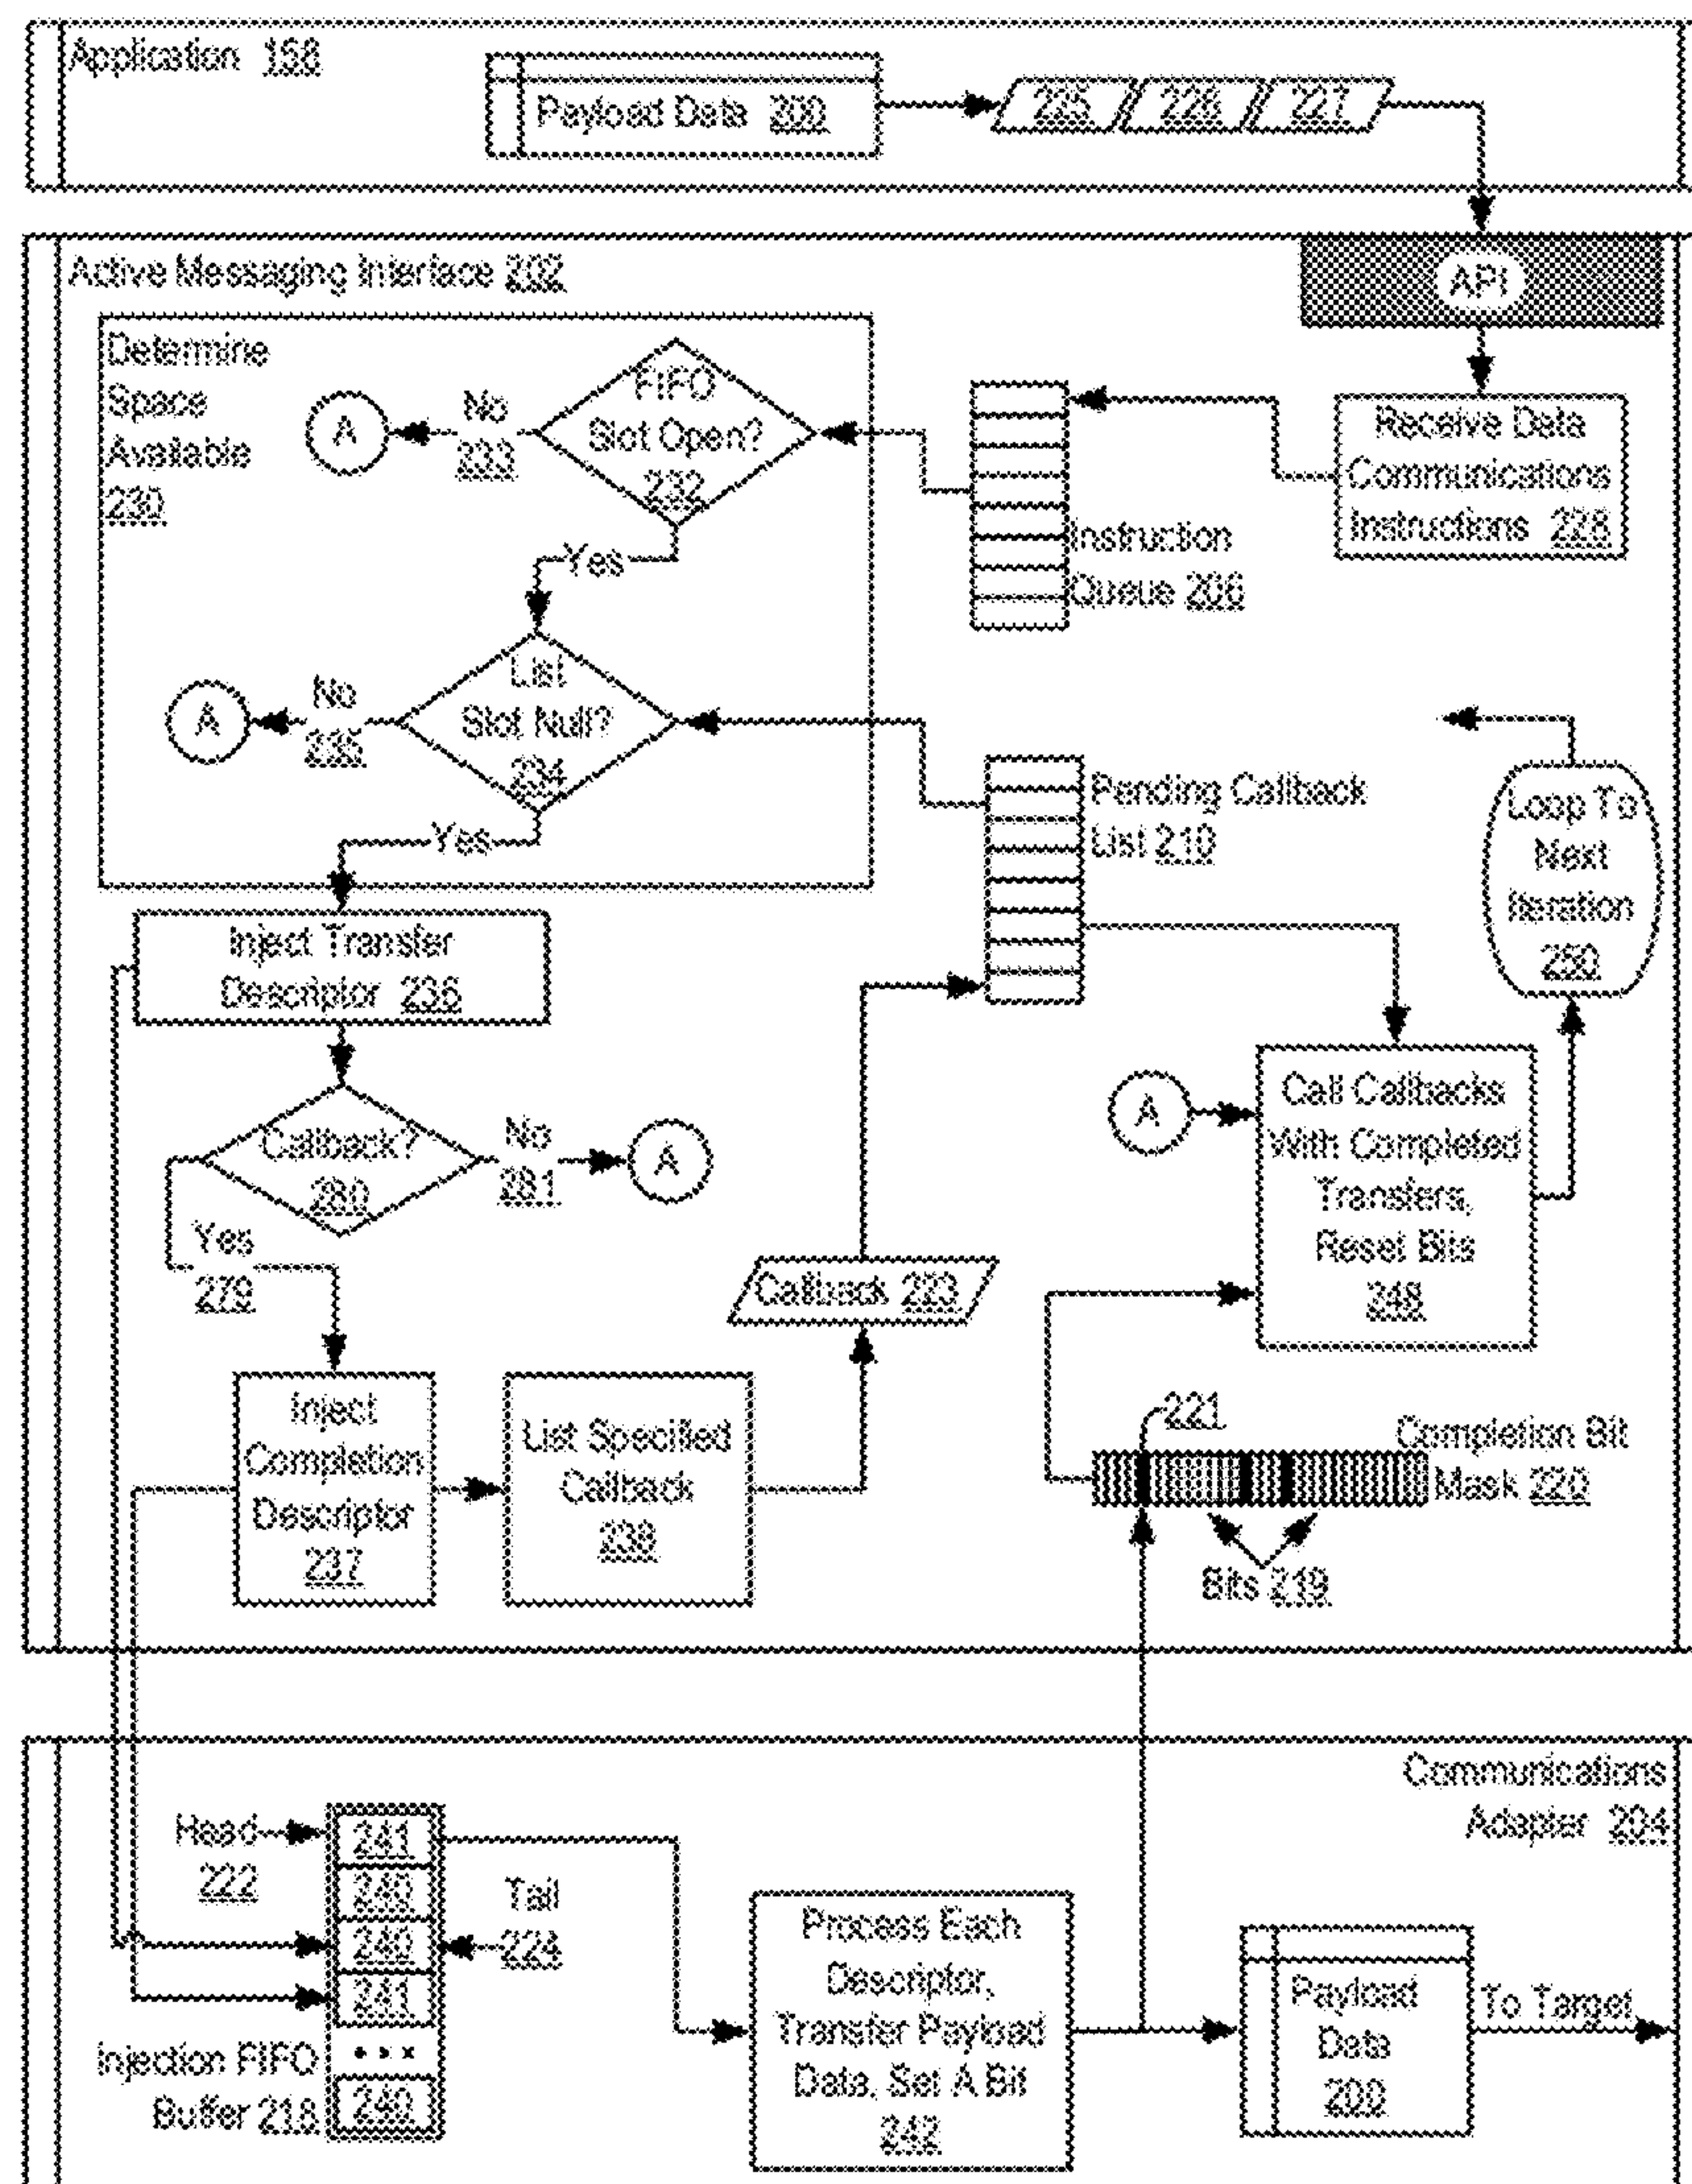 Application 158
Payload Data 200
225 226 227
Active Messaging Interface 202
API
Determine
Space
Available
230
FIFO
Slot Open?
232
No
233
A
Yes
Receive Data
Communications
Instructions 228
Instruction
Queue 206
List
Slot Null?
234
No
235
A
Yes
Pending Callback
List 210
Loop To
Next
Iteration
250
Inject Transfer
Descriptor 236
Callback?
280
No
281
A
Yes
279
A
Call Callbacks
With Completed
Transfers,
Reset Bits
248
Callback 223
Inject
Completion
Descriptor
237
List Specified
Callback
238
221
Completion Bit
Mask 220
Bits 219
Communications
Adapter 204
Head
222
241
240
240
241
• • •
240
Tail
224
Injection FIFO
Buffer 218
Process Each
Descriptor,
Transfer Payload
Data, Set A Bit
242
Payload
Data
200
To Target